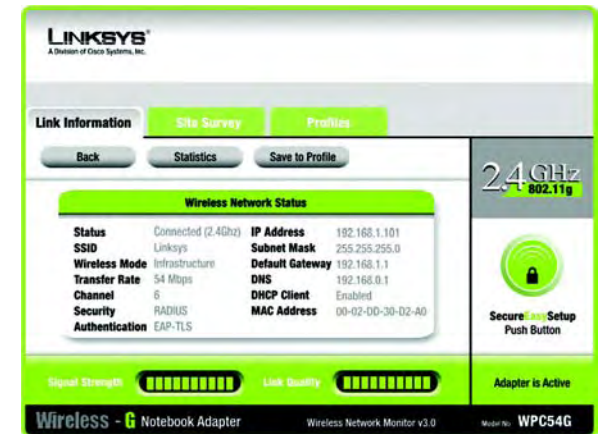 LINKSYS®
A Division of Cisco Systems, Inc.
Link Information Site Survey Profiles
Back Statistics Save to Profile
2.4 GHz
802.11g
Wireless Network Status
Status Connected (2.4Ghz) IP Address 192.168.1.101
SSID Linksys Subnet Mask 255.255.255.0
Wireless Mode Infrastructure Default Gateway 192.168.1.1
Transfer Rate 54 Mbps DNS 192.168.0.1
Channel 6 DHCP Client Enabled
Security RADIUS MAC Address 00-02-DD-30-D2-A0
Authentication EAP-TLS
SecureEasySetup
Push Button
Signal Strength Link Quality Adapter is Active
Wireless - G Notebook Adapter Wireless Network Monitor v3.0 Model No. WPC54G